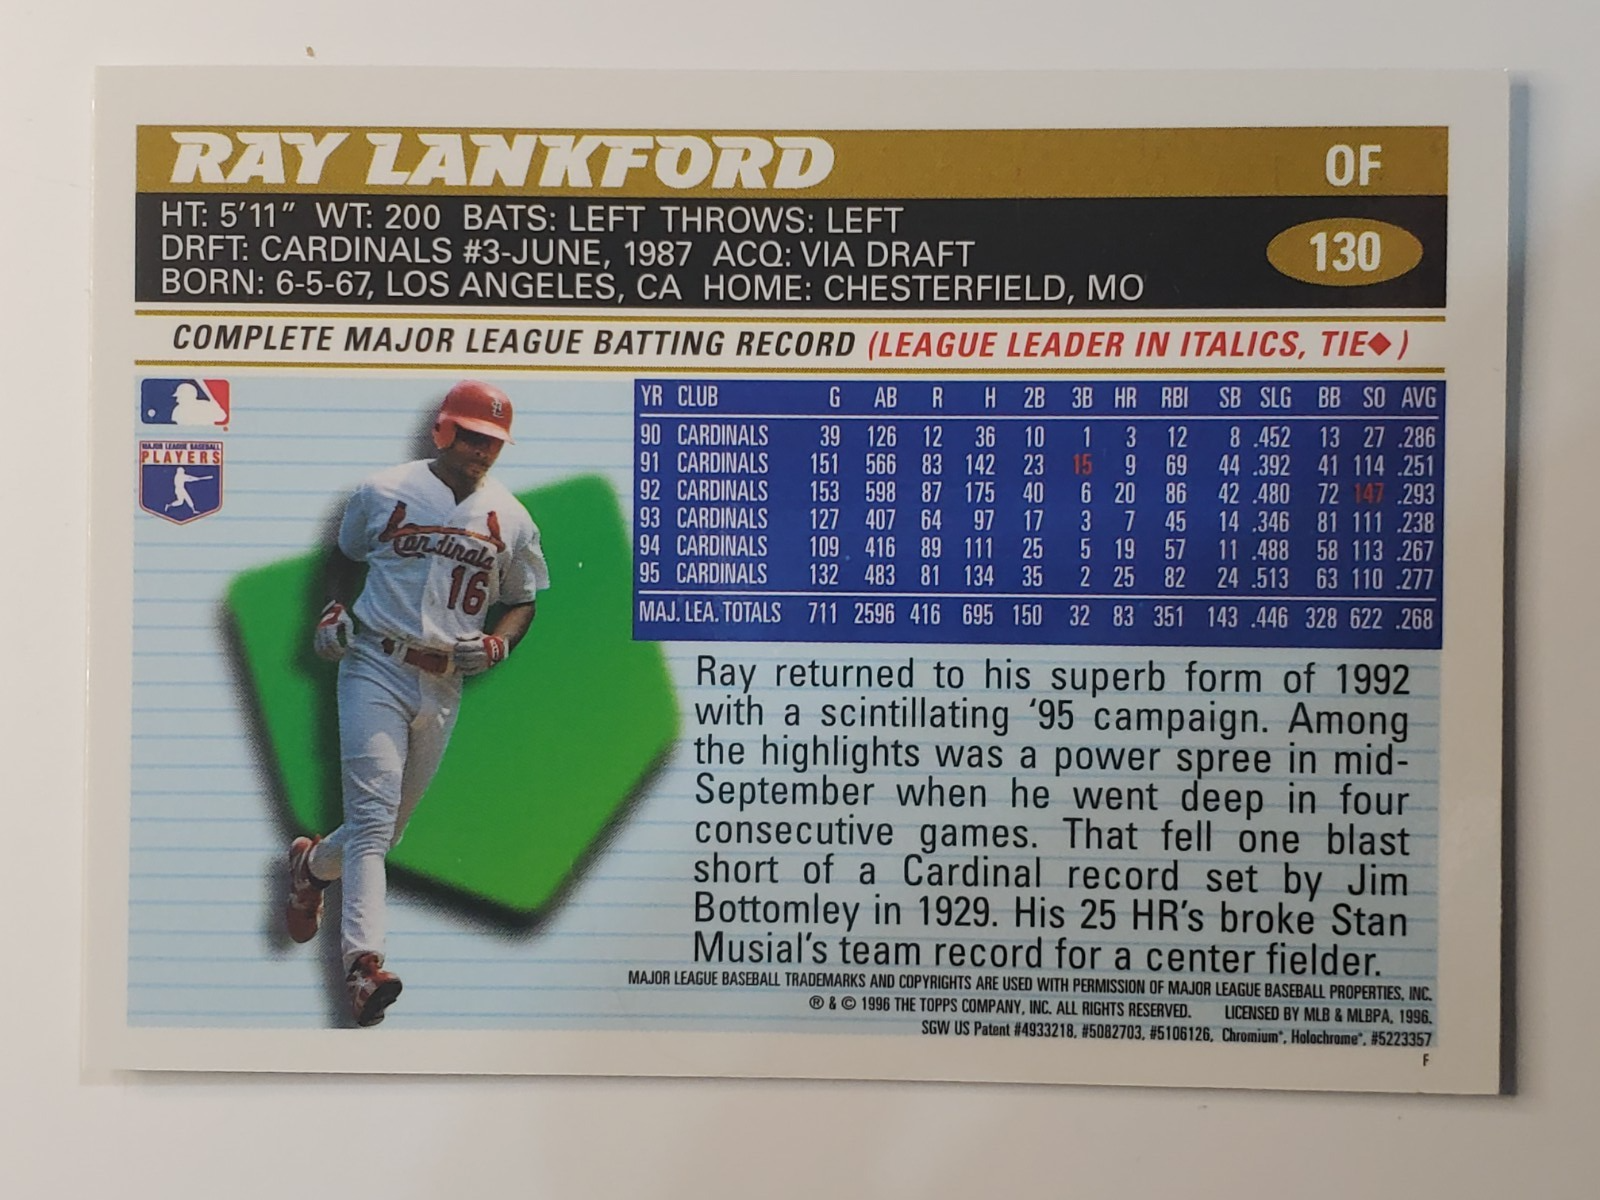 RAY LANKFORD OF
HT: 5'11" WT: 200 BATS: LEFT THROWS: LEFT
DRFT: CARDINALS #3-JUNE, 1987 ACQ: VIA DRAFT
BORN: 6-5-67, LOS ANGELES, CA HOME: CHESTERFIELD, MO
130
COMPLETE MAJOR LEAGUE BATTING RECORD (LEAGUE LEADER IN ITALICS, TIE◆)
MAJOR LEAGUE BASEBALL
PLAYERS
Cardinals
16
YR CLUB G AB R H 2B 3B HR RBI SB SLG BB SO AVG
90 CARDINALS 39 126 12 36 10 1 3 12 8 .452 13 27 .286
91 CARDINALS 151 566 83 142 23 15 9 69 44 .392 41 114 .251
92 CARDINALS 153 598 87 175 40 6 20 86 42 .480 72 147 .293
93 CARDINALS 127 407 64 97 17 3 7 45 14 .346 81 111 .238
94 CARDINALS 109 416 89 111 25 5 19 57 11 .488 58 113 .267
95 CARDINALS 132 483 81 134 35 2 25 82 24 .513 63 110 .277
MAJ. LEA. TOTALS 711 2596 416 695 150 32 83 351 143 .446 328 622 .268
Ray returned to his superb form of 1992
with a scintillating '95 campaign. Among
the highlights was a power spree in mid-
September when he went deep in four
consecutive games. That fell one blast
short of a Cardinal record set by Jim
Bottomley in 1929. His 25 HR's broke Stan
Musial's team record for a center fielder.
MAJOR LEAGUE BASEBALL TRADEMARKS AND COPYRIGHTS ARE USED WITH PERMISSION OF MAJOR LEAGUE BASEBALL PROPERTIES, INC.
® & © 1996 THE TOPPS COMPANY, INC. ALL RIGHTS RESERVED. LICENSED BY MLB & MLBPA, 1996.
SGW US Patent #4933218, #5082703, #5106126, Chromium*, Holochrome*, #5223357
F